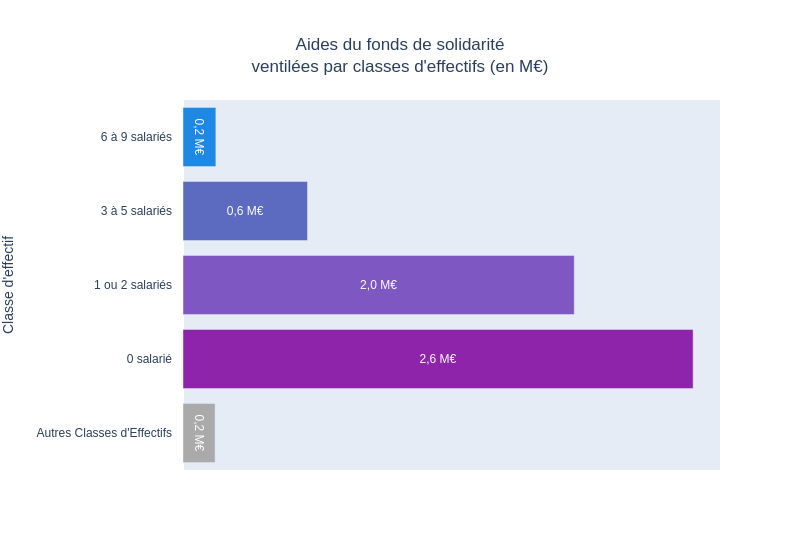 Aides du fonds de solidarité
ventilées par classes d'effectifs (en M€)
Classe d'effectif
6 à 9 salariés
0,2 M€
3 à 5 salariés
0,6 M€
1 ou 2 salariés
2,0 M€
0 salarié
2,6 M€
Autres Classes d'Effectifs
0,2 M€